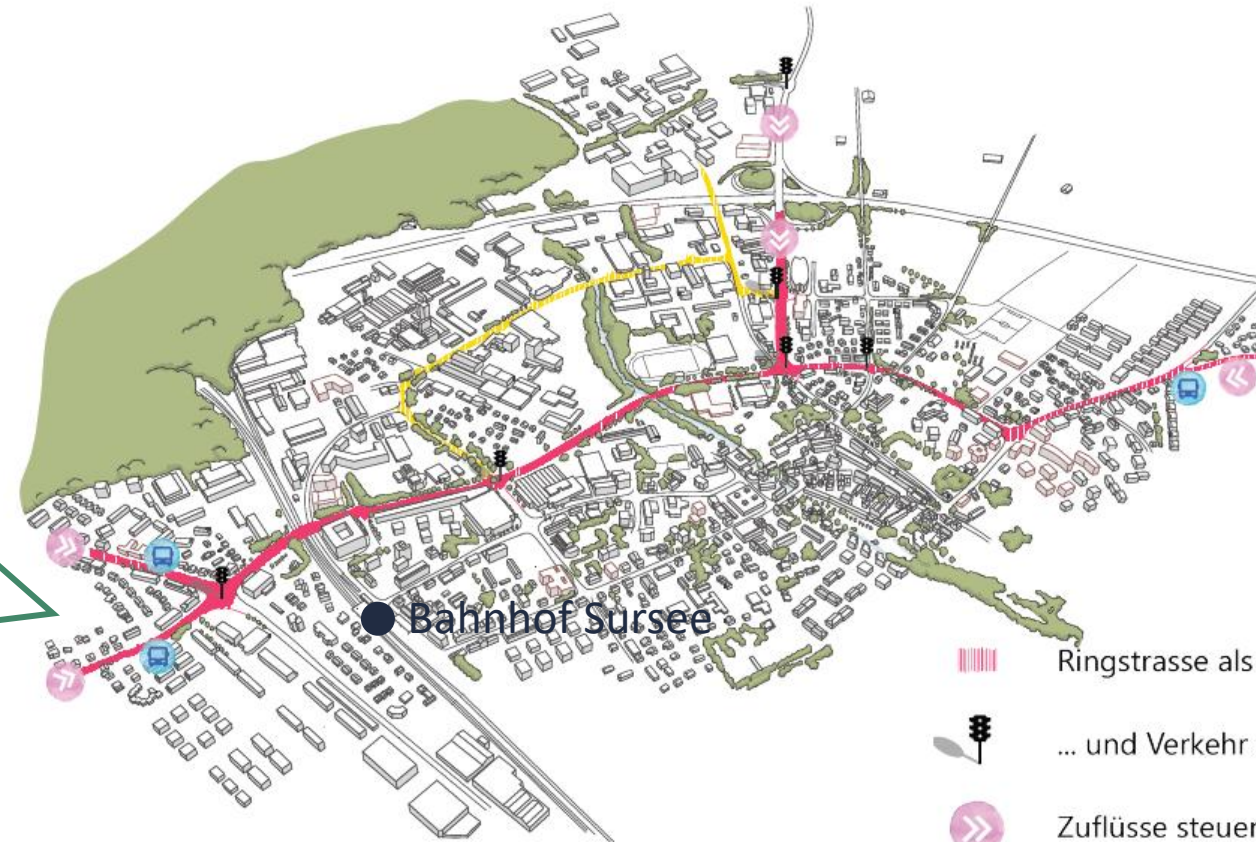 Bahnhof Sursee
Ringstrasse als
... und Verkehr
Zuflüsse steuer